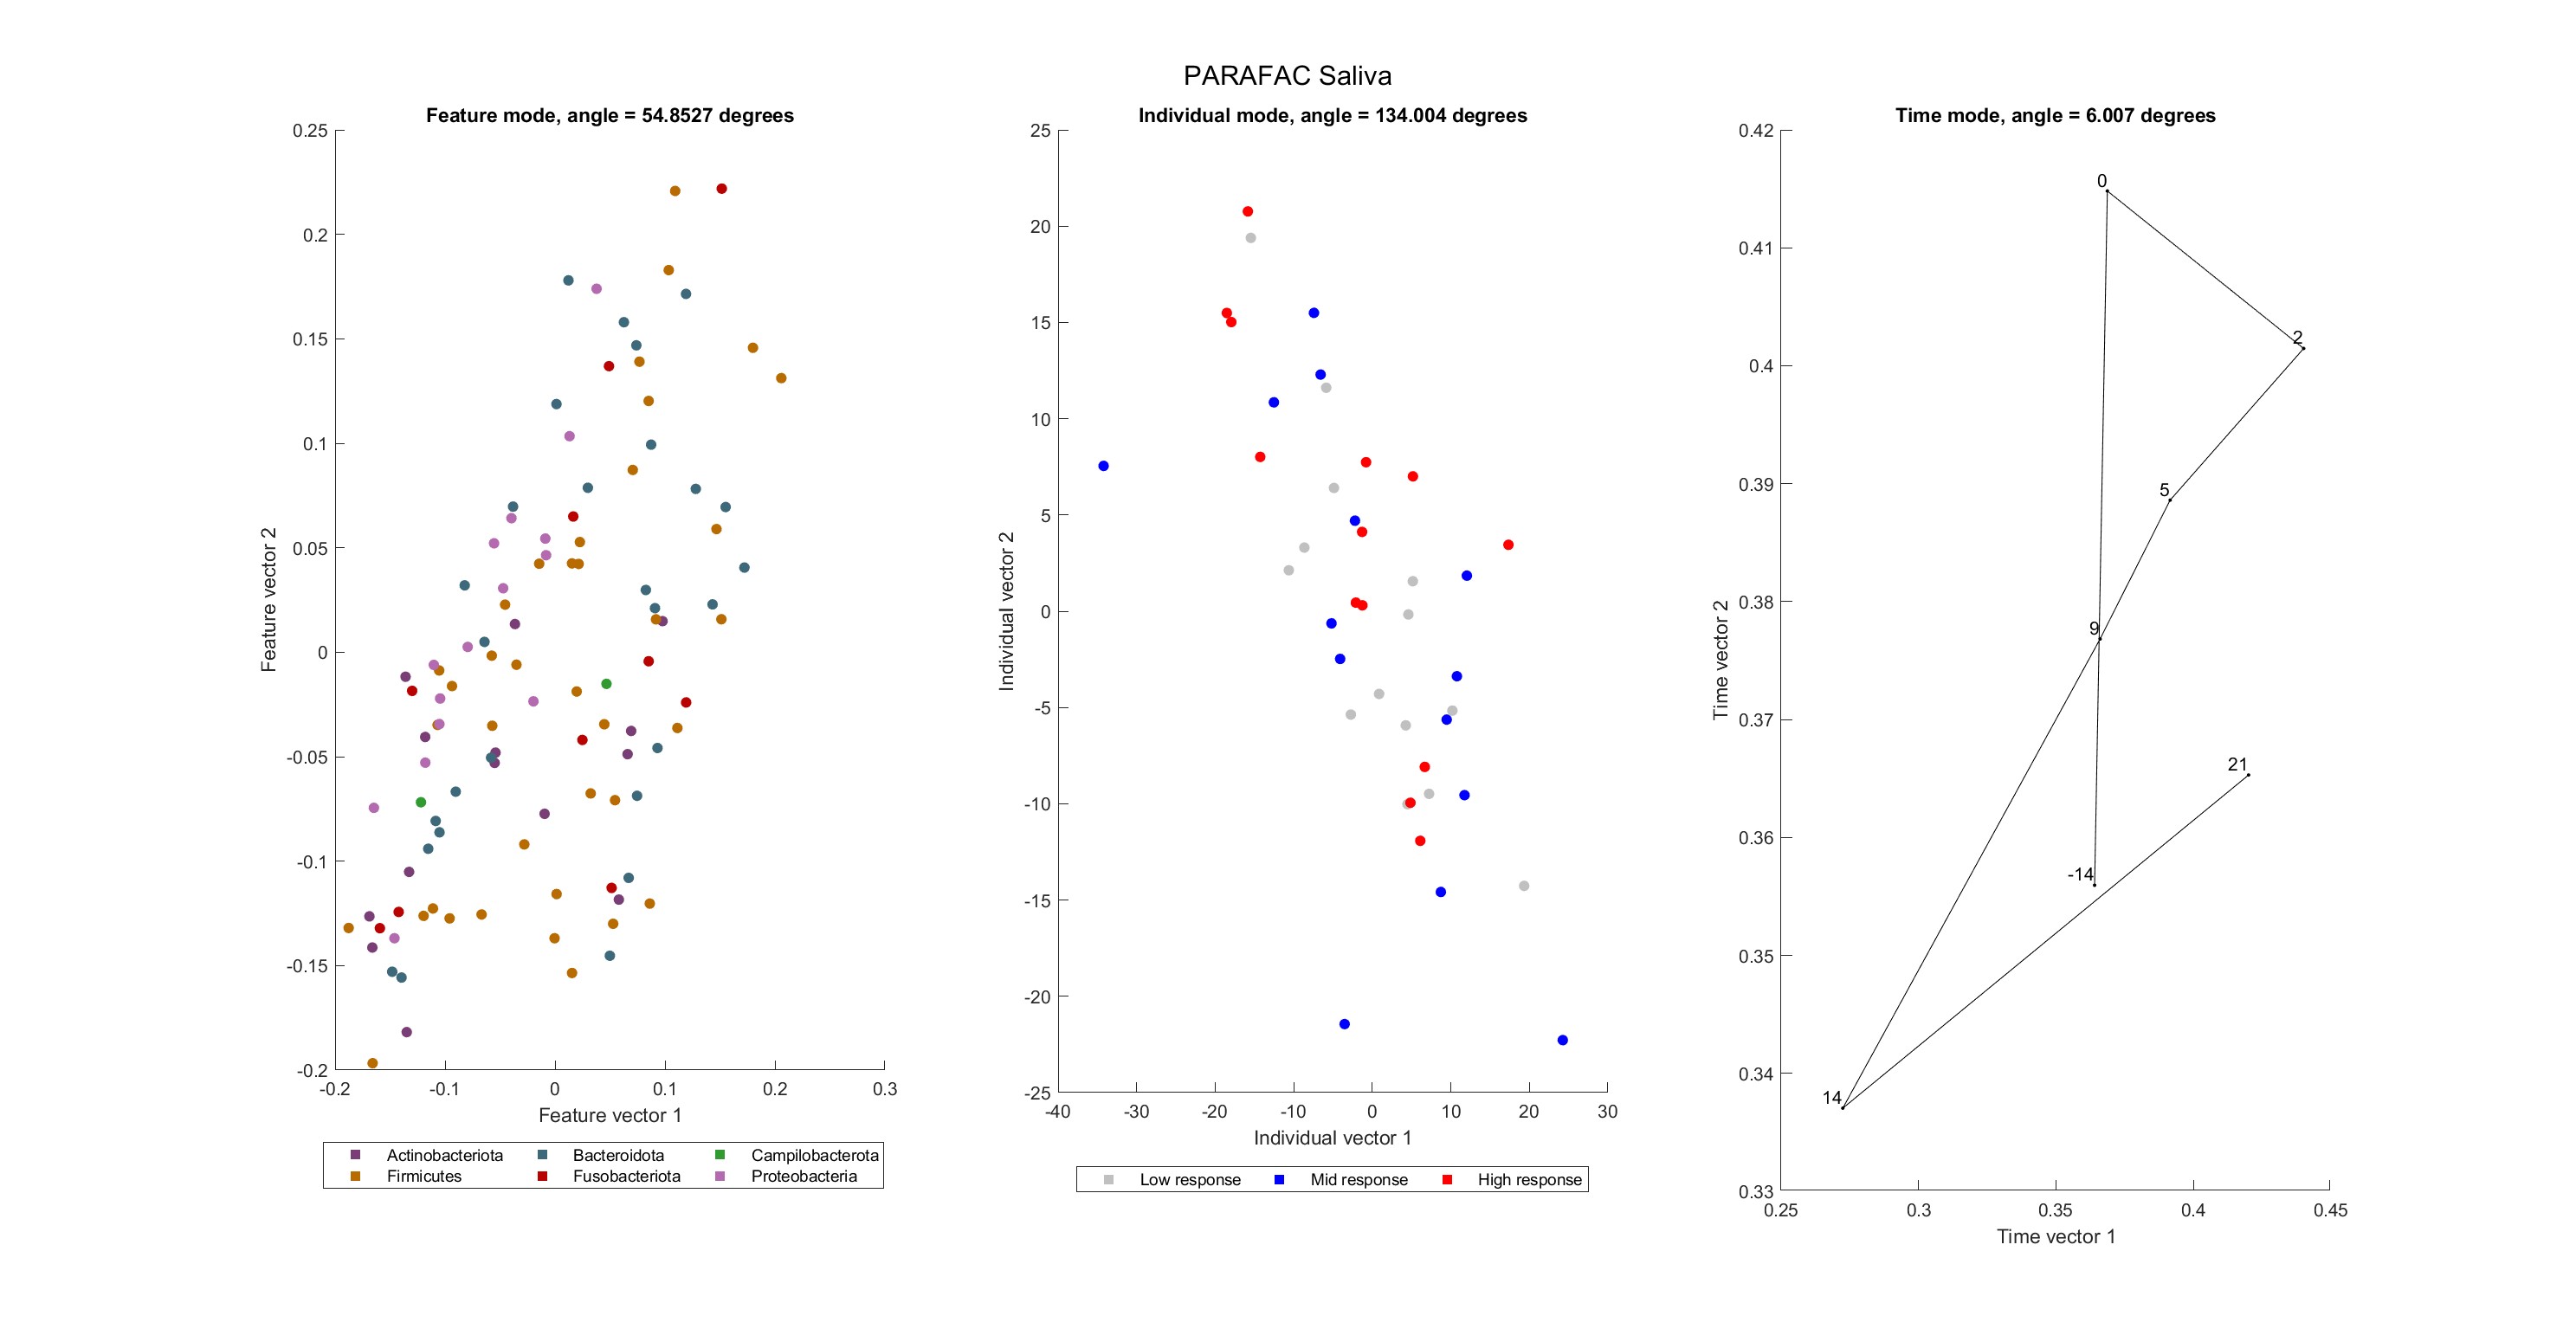 PARAFAC Saliva
Feature mode, angle = 54.8527 degrees
0.25
0.2
0.15
0.1
0.05
0
-0.05
-0.1
-0.15
-0.2
Feature vector 2
-0.2 -0.1 0 0.1 0.2 0.3
Feature vector 1
Actinobacteriota Bacteroidota Campilobacterota
Firmicutes Fusobacteriota Proteobacteria
Individual mode, angle = 134.004 degrees
25
20
15
10
5
0
-5
-10
-15
-20
-25
Individual vector 2
-40 -30 -20 -10 0 10 20 30
Individual vector 1
Low response Mid response High response
Time mode, angle = 6.007 degrees
0.42
0.41
0.4
0.39
0.38
0.37
0.36
0.35
0.34
0.33
Time vector 2
0
2
5
9
21
-14
14
0.25 0.3 0.35 0.4 0.45
Time vector 1